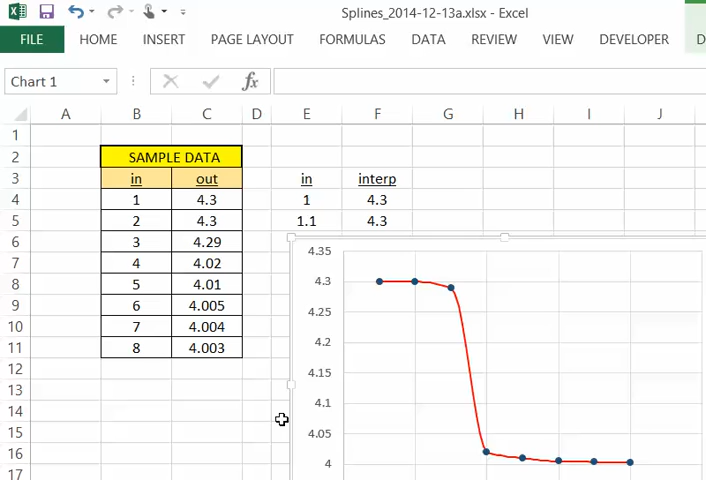 Splines_2014-12-13a.xlsx - Excel
FILE HOME INSERT PAGE LAYOUT FORMULAS DATA REVIEW VIEW DEVELOPER
Chart 1 fx
A B C D E F G H I J
1
2 SAMPLE DATA
3 in out in interp
4 1 4.3 1 4.3
5 2 4.3 1.1 4.3
6 3 4.29
7 4 4.02
8 5 4.01
9 6 4.005
10 7 4.004
11 8 4.003
12
13
14
15
16
17
4.35
4.3
4.25
4.2
4.15
4.1
4.05
4